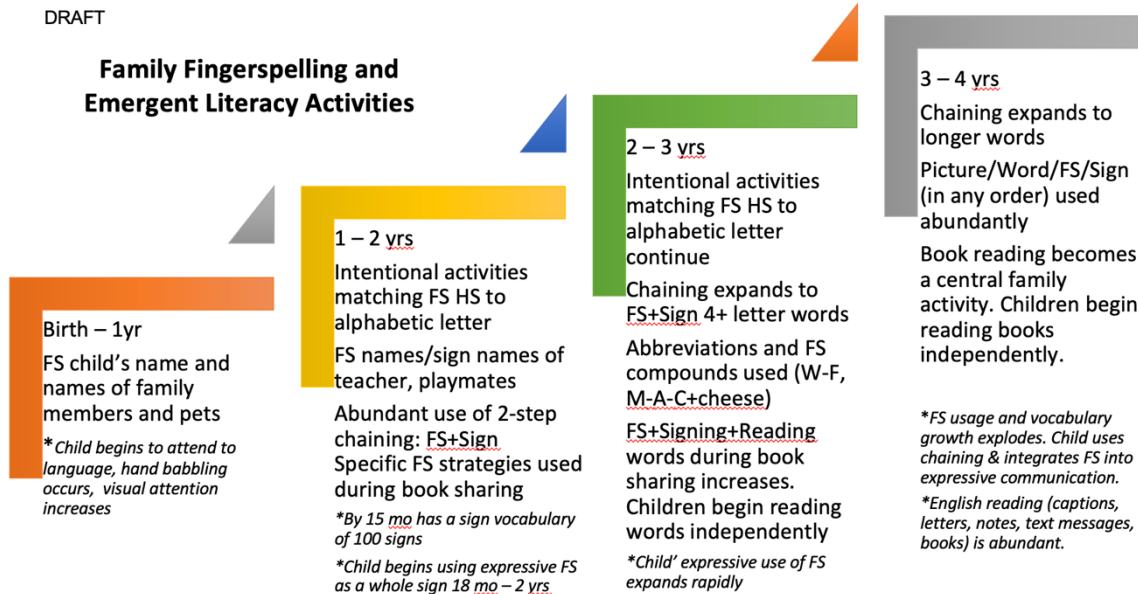 DRAFT
Family Fingerspelling and
Emergent Literacy Activities
Birth – 1yr
FS child's name and
names of family
members and pets
*Child begins to attend to
language, hand babbling
occurs, visual attention
increases
1 – 2 yrs
Intentional activities
matching FS HS to
alphabetic letter
FS names/sign names of
teacher, playmates
Abundant use of 2-step
chaining: FS+Sign
Specific FS strategies used
during book sharing
*By 15 mo has a sign vocabulary
of 100 signs
*Child begins using expressive FS
as a whole sign 18 mo – 2 yrs
2 – 3 yrs
Intentional activities
matching FS HS to
alphabetic letter
continue
Chaining expands to
FS+Sign 4+ letter words
Abbreviations and FS
compounds used (W-F,
M-A-C+cheese)
FS+Signing+Reading
words during book
sharing increases.
Children begin reading
words independently
*Child' expressive use of FS
expands rapidly
3 – 4 yrs
Chaining expands to
longer words
Picture/Word/FS/Sign
(in any order) used
abundantly
Book reading becomes
a central family
activity. Children begin
reading books
independently.
*FS usage and vocabulary
growth explodes. Child uses
chaining & integrates FS into
expressive communication.
*English reading (captions,
letters, notes, text messages,
books) is abundant.